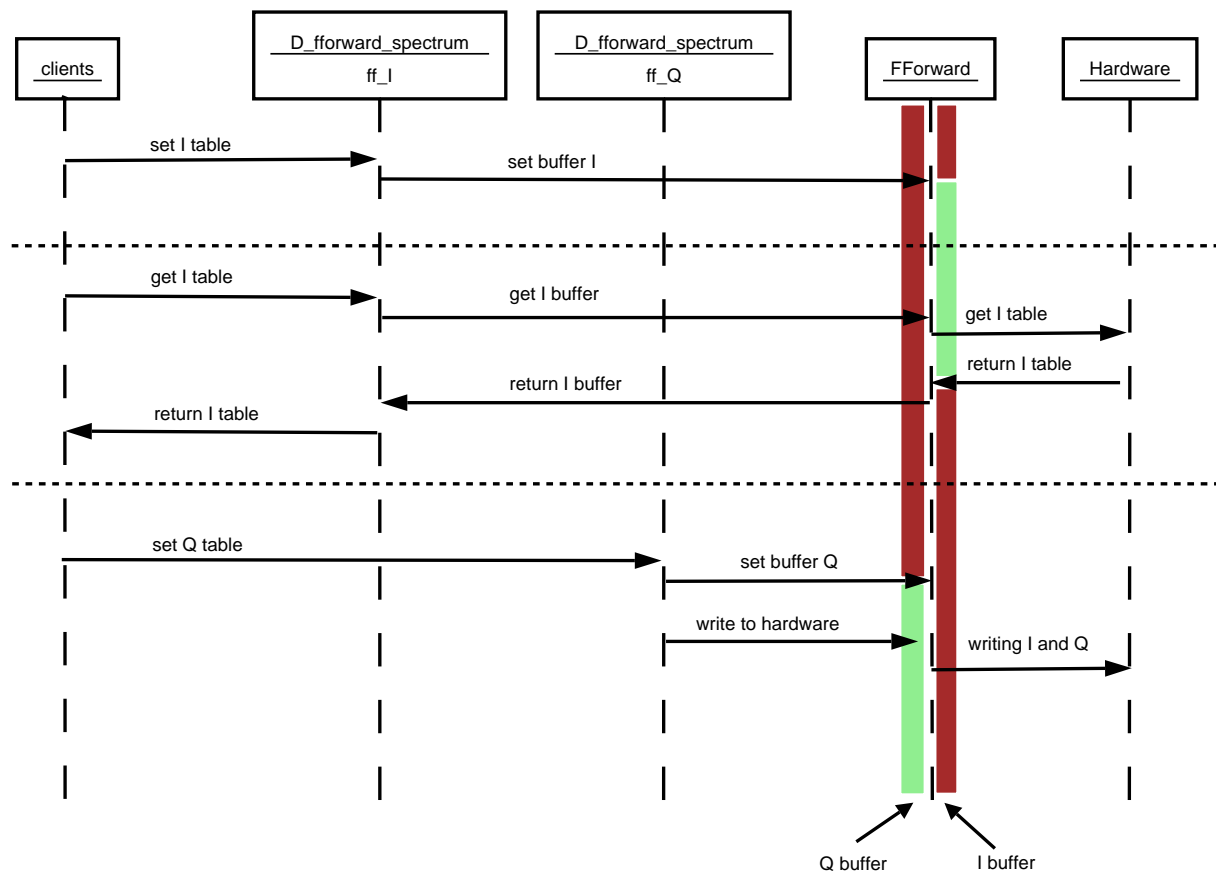 clients
D_fforward_spectrum
ff_I
D_fforward_spectrum
ff_Q
FForward
Hardware
set I table
set buffer I
get I table
get I buffer
get I table
return I table
return I buffer
return I table
set Q table
set buffer Q
write to hardware
writing I and Q
Q buffer
I buffer